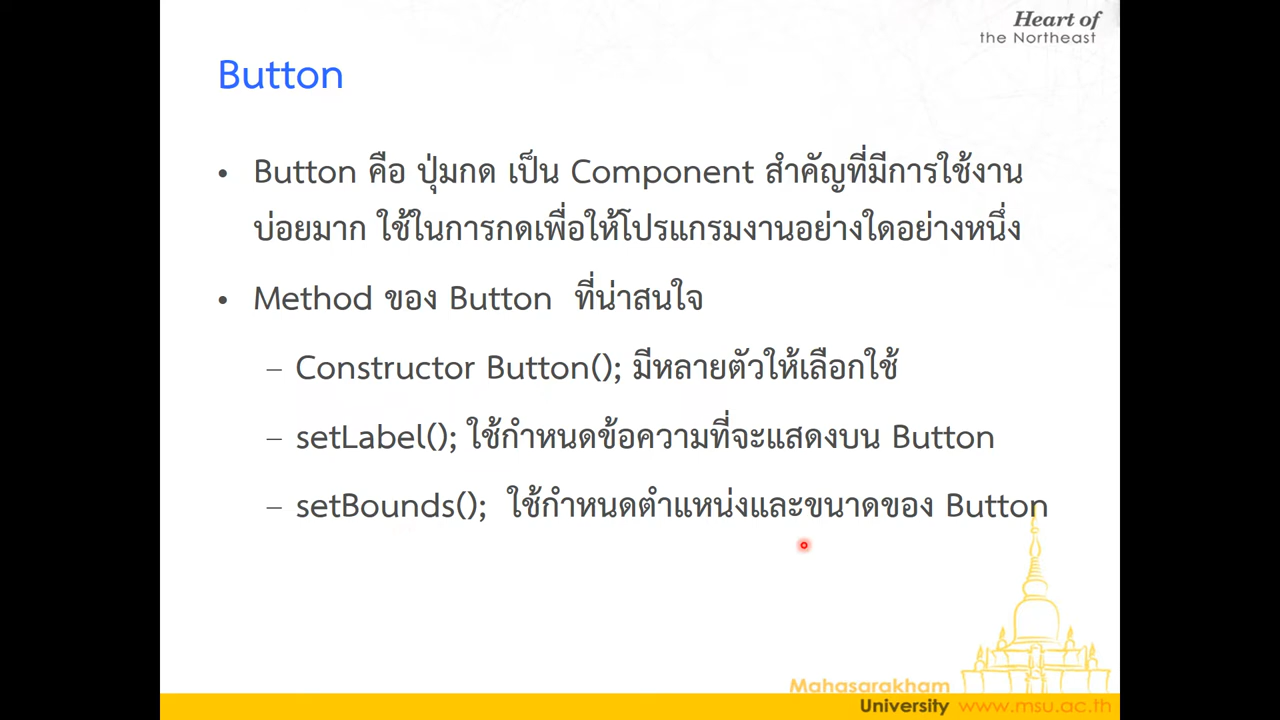 Heart of
the Northeast
Button
• Button คือ ปุ่มกด เป็น Component สำคัญที่มีการใช้งาน
บ่อยมาก ใช้ในการกดเพื่อให้โปรแกรมงานอย่างใดอย่างหนึ่ง
• Method ของ Button ที่น่าสนใจ
– Constructor Button(); มีหลายตัวให้เลือกใช้
– setLabel(); ใช้กำหนดข้อความที่จะแสดงบน Button
– setBounds(); ใช้กำหนดตำแหน่งและขนาดของ Button
Mahasarakham
University www.msu.ac.th